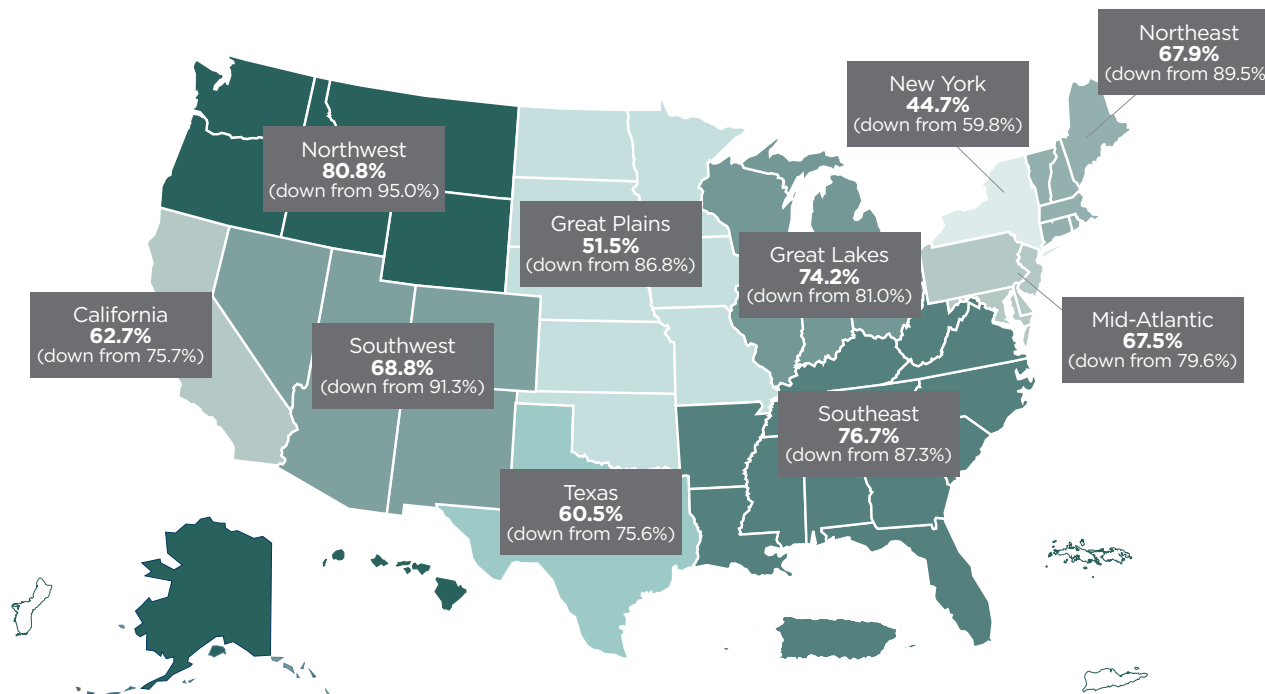 Northeast
67.9%
(down from 89.5%
New York
44.7%
(down from 59.8%)
Northwest
80.8%
(down from 95.0%)
Great Plains
51.5%
(down from 86.8%)
Great Lakes
74.2%
(down from 81.0%)
California
62.7%
(down from 75.7%)
Southwest
68.8%
(down from 91.3%)
Mid-Atlantic
67.5%
(down from 79.6%)
Southeast
76.7%
(down from 87.3%)
Texas
60.5%
(down from 75.6%)